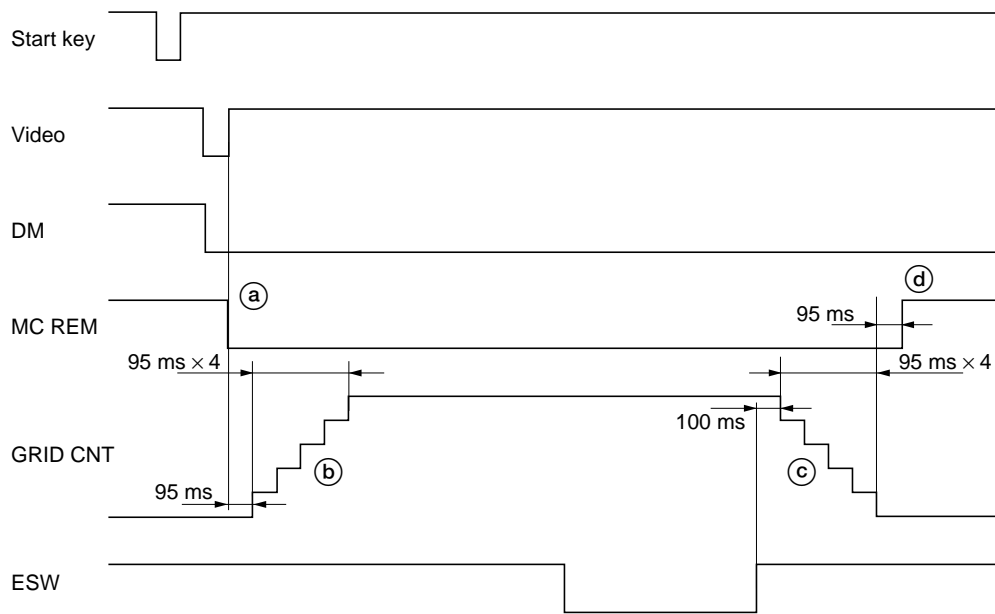 Start key
Video
DM
MC REM
ⓐ
ⓓ
95 ms
95 ms × 4
95 ms × 4
100 ms
GRID CNT
ⓑ
ⓒ
95 ms
ESW